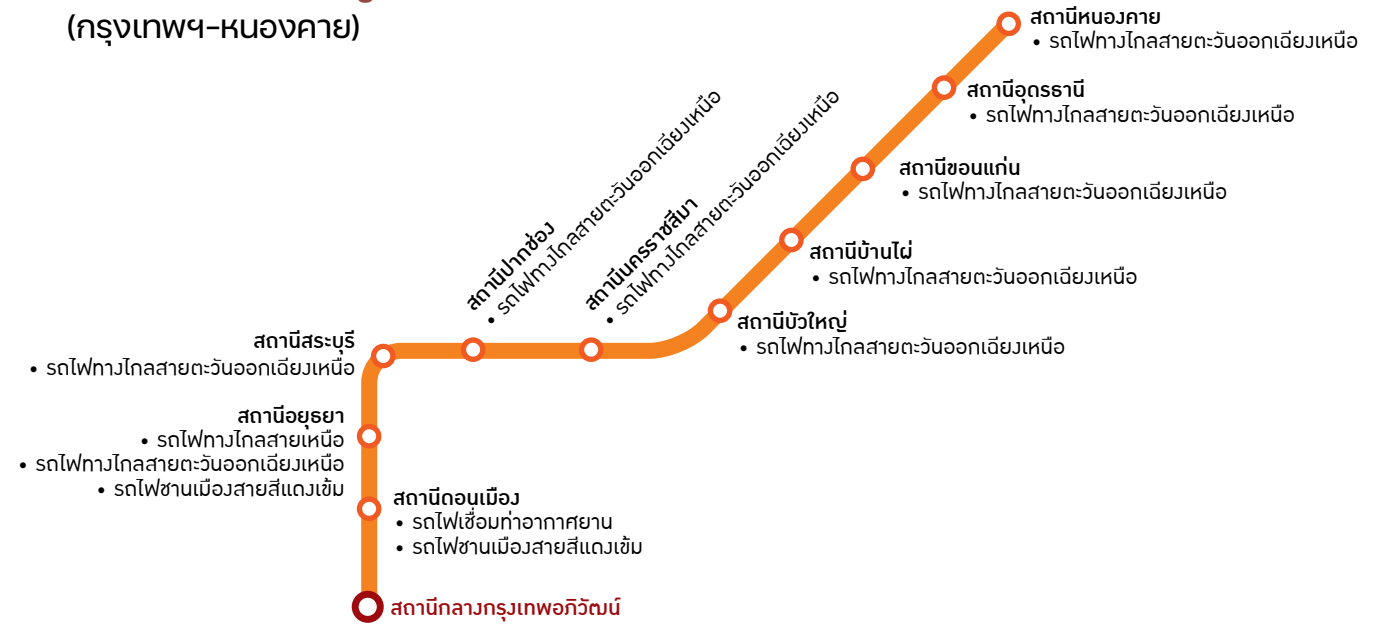 (กรุงเทพฯ-หนองคาย)
สถานีหนองคาย
• รถไฟทางไกลสายตะวันออกเฉียงเหนือ
สถานีอุดรธานี
• รถไฟทางไกลสายตะวันออกเฉียงเหนือ
สถานีขอนแก่น
• รถไฟทางไกลสายตะวันออกเฉียงเหนือ
สถานีบ้านไผ่
• รถไฟทางไกลสายตะวันออกเฉียงเหนือ
สถานีบัวใหญ่
• รถไฟทางไกลสายตะวันออกเฉียงเหนือ
สถานีนครราชสีมา
• รถไฟทางไกลสายตะวันออกเฉียงเหนือ
สถานีปากช่อง
• รถไฟทางไกลสายตะวันออกเฉียงเหนือ
สถานีสระบุรี
• รถไฟทางไกลสายตะวันออกเฉียงเหนือ
สถานีอยุธยา
• รถไฟทางไกลสายเหนือ
• รถไฟทางไกลสายตะวันออกเฉียงเหนือ
• รถไฟชานเมืองสายสีแดงเข้ม
สถานีดอนเมือง
• รถไฟเชื่อมท่าอากาศยาน
• รถไฟชานเมืองสายสีแดงเข้ม
สถานีกลางกรุงเทพอภิวัฒน์